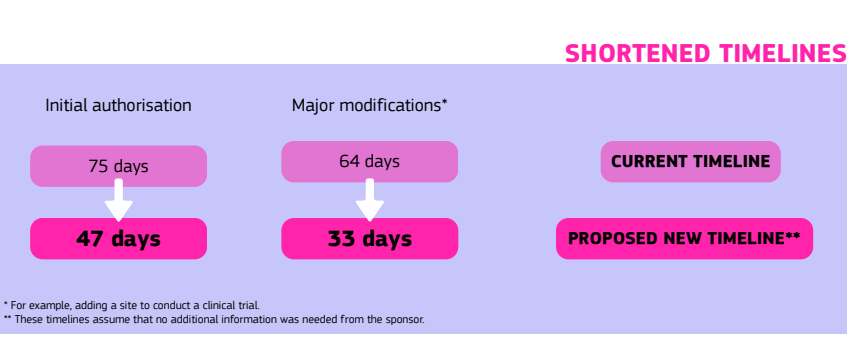 SHORTENED TIMELINES
Initial authorisation
Major modifications*
75 days
64 days
CURRENT TIMELINE
47 days
33 days
PROPOSED NEW TIMELINE**
* For example, adding a site to conduct a clinical trial.
** These timelines assume that no additional information was needed from the sponsor.